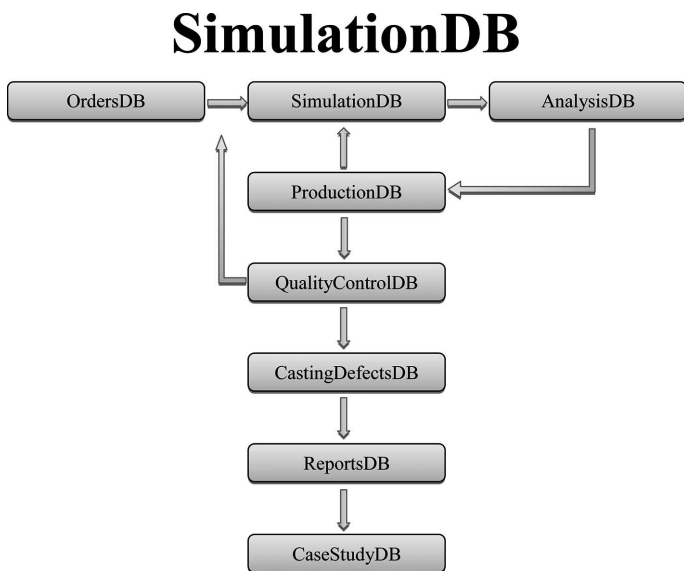 SimulationDB
OrdersDB
SimulationDB
AnalysisDB
ProductionDB
QualityControlDB
CastingDefectsDB
ReportsDB
CaseStudyDB